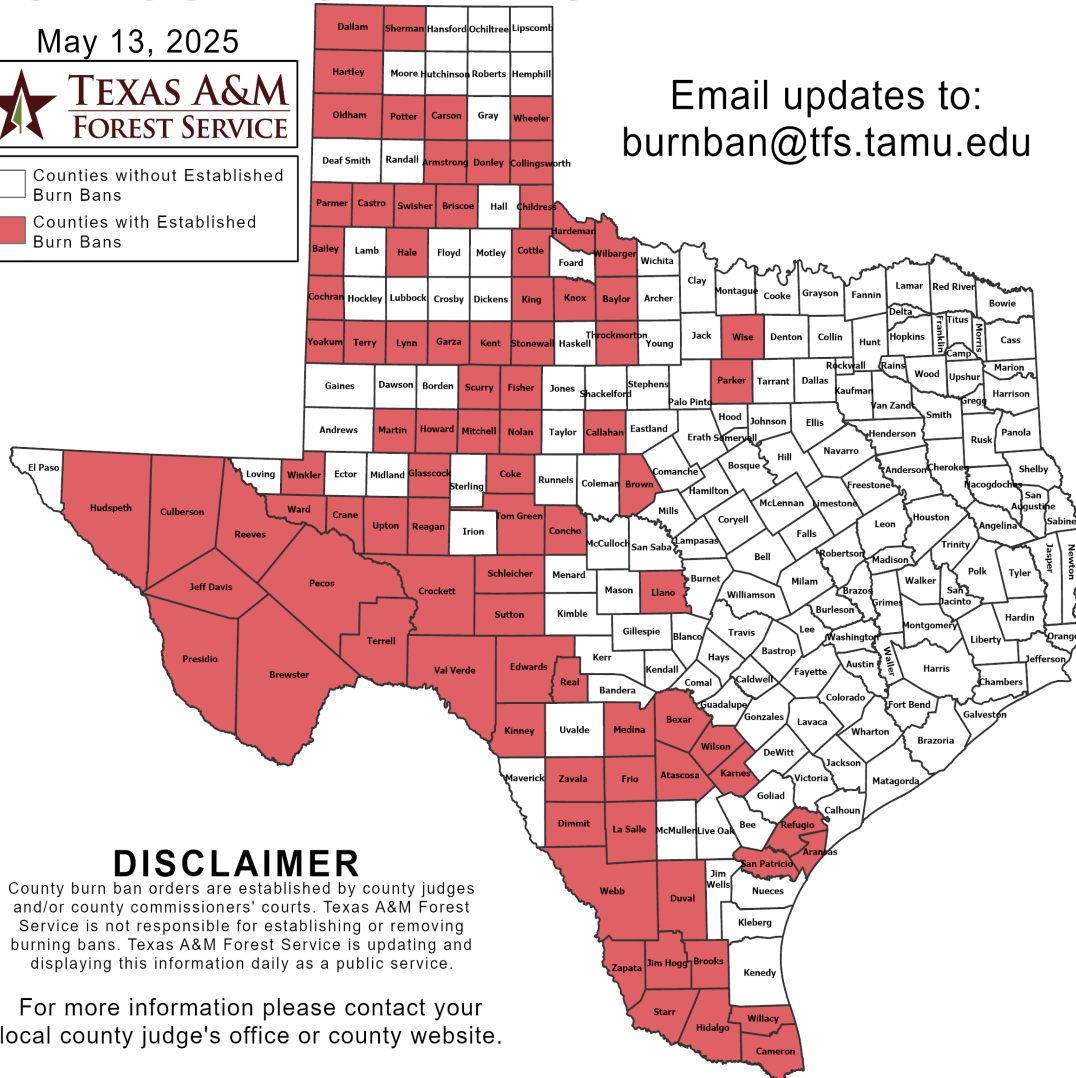 May 13, 2025
TEXAS A&M
FOREST SERVICE
Counties without Established
Burn Bans
Counties with Established
Burn Bans
Email updates to:
burnban@tfs.tamu.edu
Dallam Sherman Hansford Ochiltree Lipscomb
Hartley Moore Hutchinson Roberts Hemphill
Oldham Potter Carson Gray Wheeler
Deaf Smith Randall Armstrong Donley Collingsworth
Parmer Castro Swisher Briscoe Hall Childress
Hardeman
Bailey Lamb Hale Floyd Motley Cottle Foard Wilbarger Wichita
Clay Montague Cooke Grayson Fannin Lamar Red River Bowie
Cochran Hockley Lubbock Crosby Dickens King Knox Baylor Archer
Delta Titus Franklin Morris
Yoakum Terry Lynn Garza Kent Stonewall Haskell Throckmorton Young Jack Wise Denton Collin Hunt Hopkins Cass
Camp
Rockwall Rains Wood Upshur Marion
Gaines Dawson Borden Scurry Fisher Jones Shackelford Stephens Palo Pinto Parker Tarrant Dallas Kaufman Van Zandt Gregg Harrison
Smith
Andrews Martin Howard Mitchell Nolan Taylor Callahan Eastland Erath Hood Somervell Johnson Ellis Henderson Rusk Panola
Navarro
El Paso Loving Winkler Ector Midland Glasscock Sterling Coke Runnels Coleman Brown Comanche Bosque Hill Anderson Cherokee Shelby
Freestone Nacogdoches
Hudspeth Culberson Reeves Ward Crane Upton Reagan Irion Tom Green Concho Mills Hamilton McLennan Limestone San Augustine Sabine
McCulloch San Saba Lampasas Coryell Falls Leon Houston Angelina
Jeff Davis Pecos Crockett Schleicher Menard Bell Robertson Madison Trinity Jasper Newton
Sutton Mason Llano Burnet Milam Brazos Walker Polk Tyler
Kimble Williamson Burleson Grimes San Jacinto
Terrell Gillespie Blanco Travis Lee Washington Montgomery Liberty Hardin Orange
Presidio Brewster Val Verde Edwards Real Kerr Kendall Hays Bastrop Austin Waller Harris Jefferson
Bandera Comal Caldwell Fayette Chambers
Guadalupe Colorado Fort Bend Galveston
Kinney Uvalde Medina Bexar Gonzales Lavaca Wharton Brazoria
Wilson DeWitt
Maverick Zavala Frio Atascosa Karnes Victoria Jackson Matagorda
Goliad Calhoun
Dimmit La Salle McMullen Live Oak Bee Refugio
Aransas
San Patricio
Webb Duval Jim Wells Nueces
Kleberg
Zapata Jim Hogg Brooks Kenedy
Starr Hidalgo Willacy
Cameron
DISCLAIMER
County burn ban orders are established by county judges
and/or county commissioners' courts. Texas A&M Forest
Service is not responsible for establishing or removing
burning bans. Texas A&M Forest Service is updating and
displaying this information daily as a public service.
For more information please contact your
local county judge's office or county website.